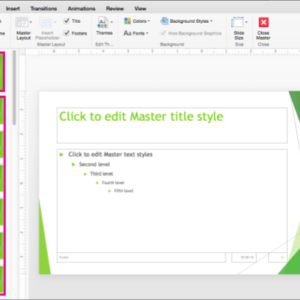 Insert Transitions Animations Review View
Master Layout
Insert Placeholder
Title
Footers
Master Layout
Themes
Edit Th...
Colors
Fonts
Background Styles
Hide Background Graphics
Background
Slide Size
Size
Close Master
Close
Click to edit Master title style
Click to edit Master text styles
Second level
Third level
Fourth level
Fifth level
Footer